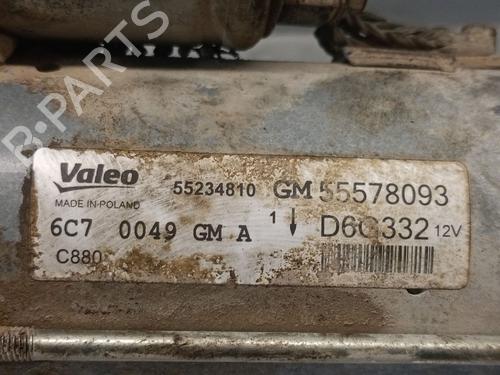 B-PARTS
Valeo
MADE IN POLAND
55234810 GM 55578093
6C7 0049 GM A 1 D6G332 12V
C880